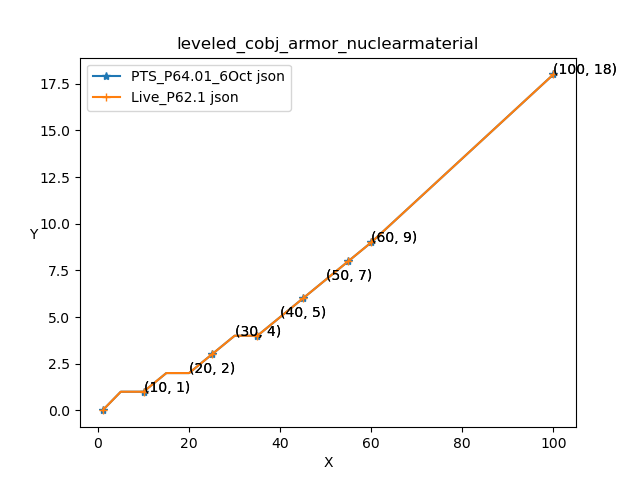 leveled_cobj_armor_nuclearmaterial
PTS_P64.01_6Oct json
Live_P62.1 json
(100, 18)
(60, 9)
(50, 7)
(40, 5)
(30, 4)
(20, 2)
(10, 1)
Y
17.5
15.0
12.5
10.0
7.5
5.0
2.5
0.0
0 20 40 60 80 100
X